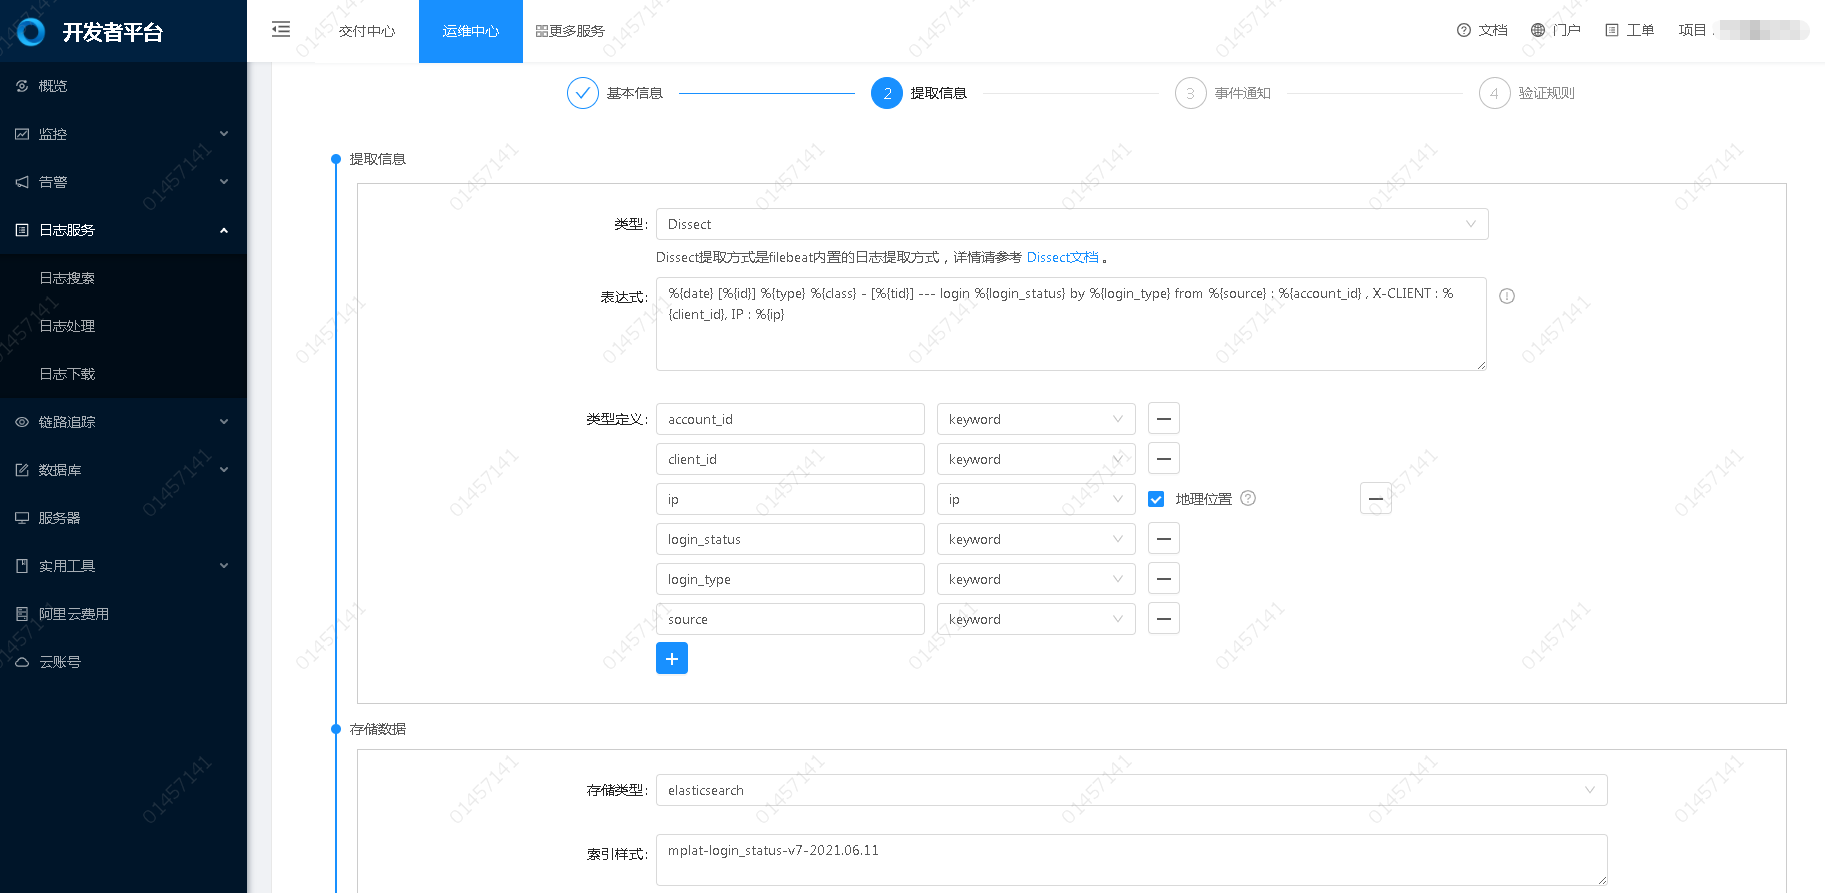 开发者平台
交付中心
运维中心
更多服务
文档
门户
工单
项目
概览
监控
告警
日志服务
日志搜索
日志处理
日志下载
链路追踪
数据库
服务器
实用工具
阿里云费用
云账号
基本信息
2 提取信息
3 事件通知
4 验证规则
提取信息
类型: Dissect
Dissect提取方式是filebeat内置的日志提取方式，详情请参考 Dissect文档 。
表达式: %{date} [%{id}] %{type} %{class} - [%{tid}] --- login %{login_status} by %{login_type} from %{source} : %{account_id} , X-CLIENT : %
{client_id}, IP : %{ip}
类型定义: account_id keyword
client_id keyword
ip ip 地理位置
login_status keyword
login_type keyword
source keyword
存储数据
存储类型: elasticsearch
索引样式: mplat-login_status-v7-2021.06.11
01457141